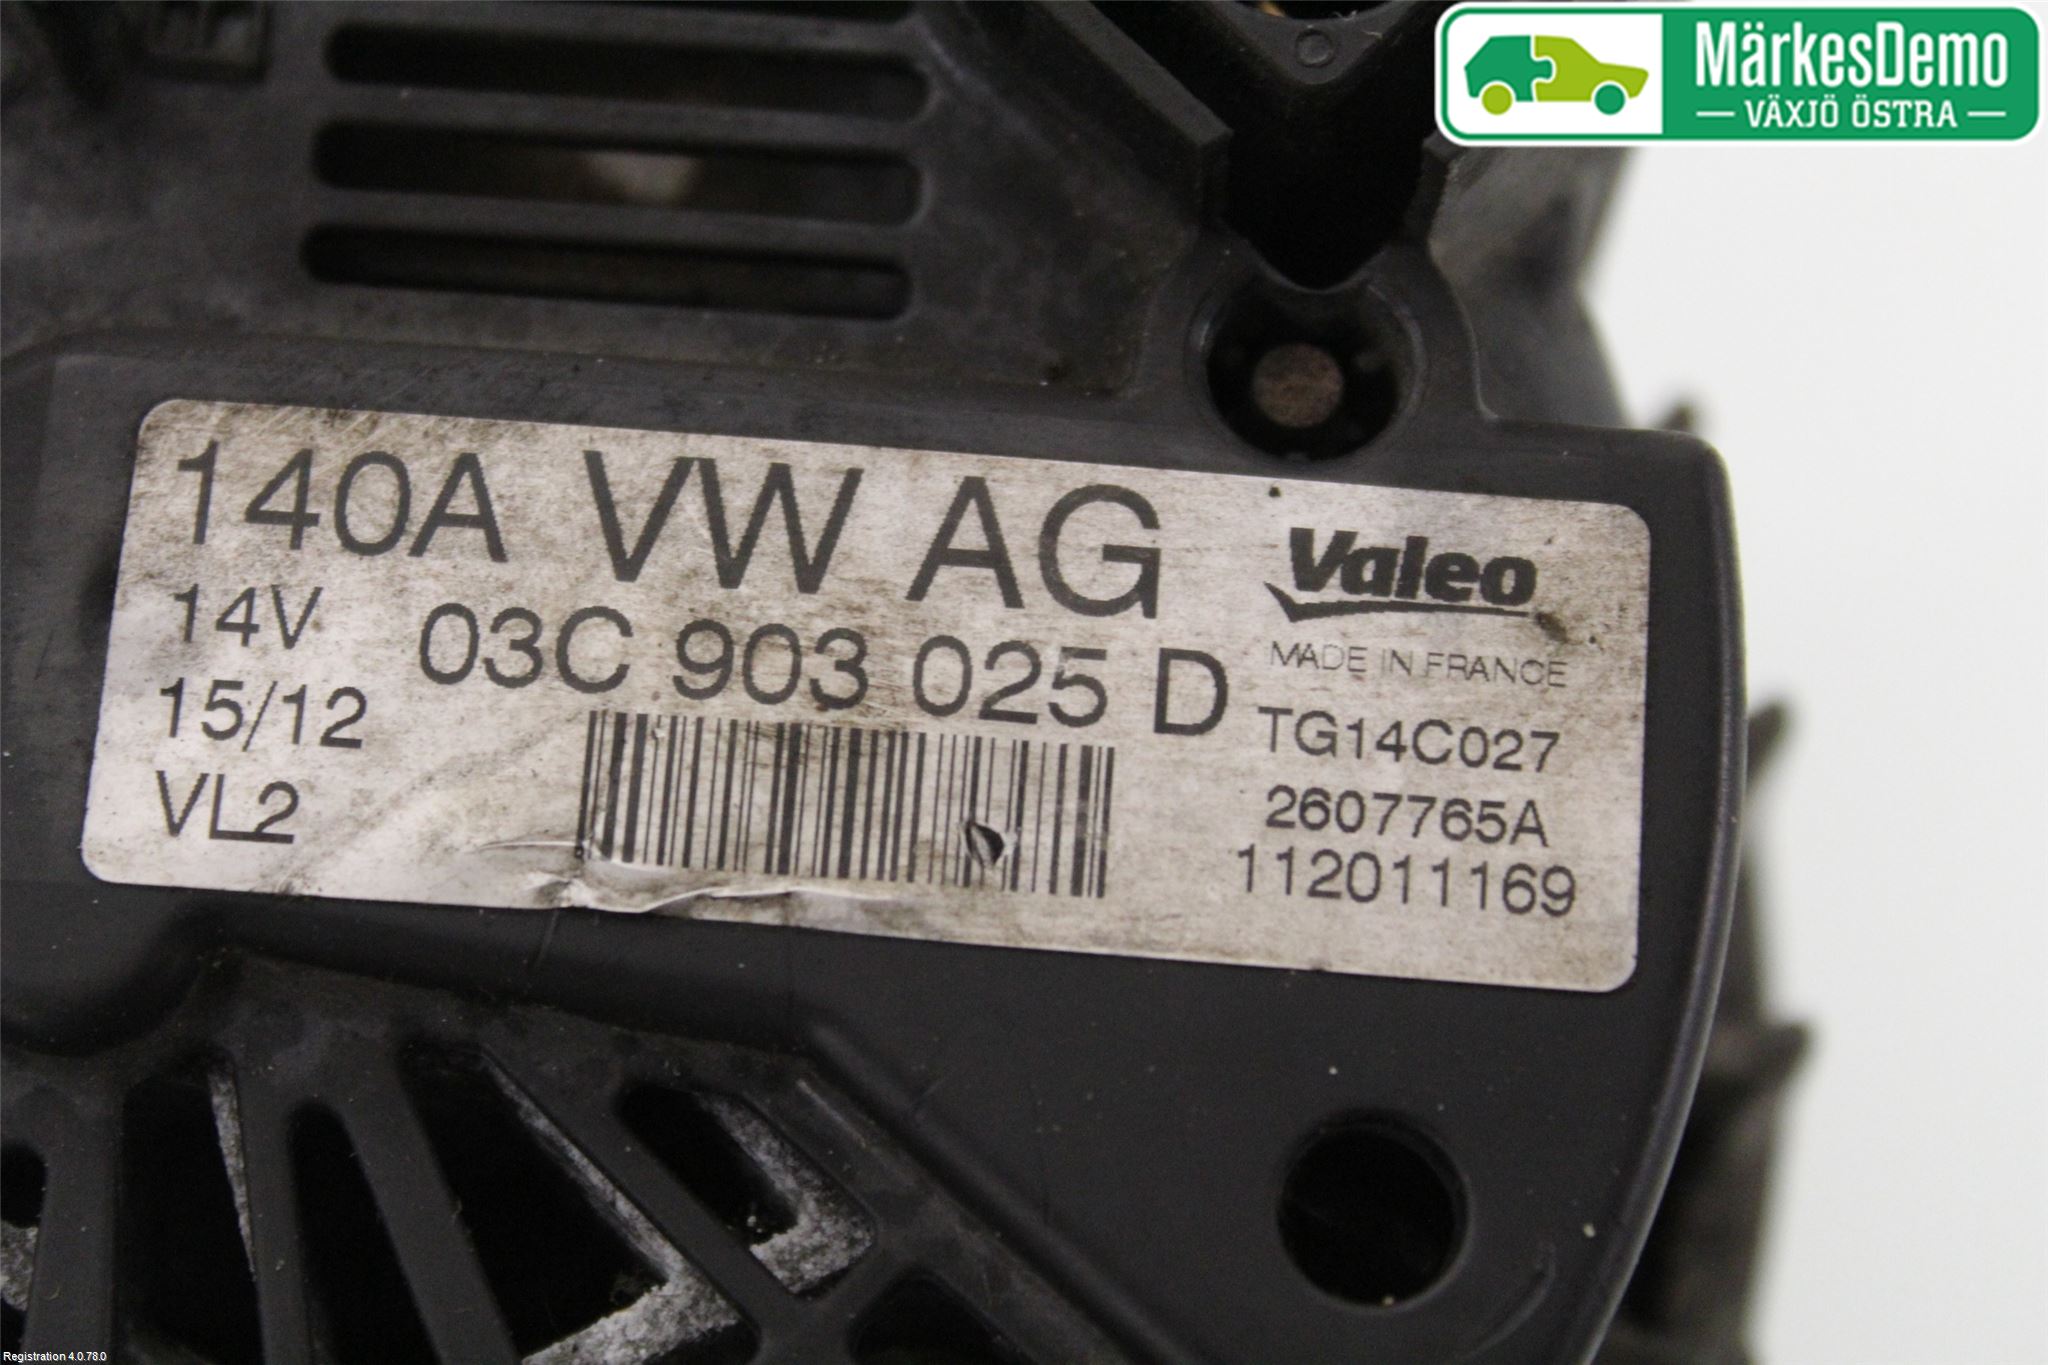 MärkesDemo
VÄXJÖ ÖSTRA
140A VW AG
Valeo
14V 03C 903 025 D
MADE IN FRANCE
15/12
TG14C027
VL2
2607765A
112011169
Registration 4.0.78.0